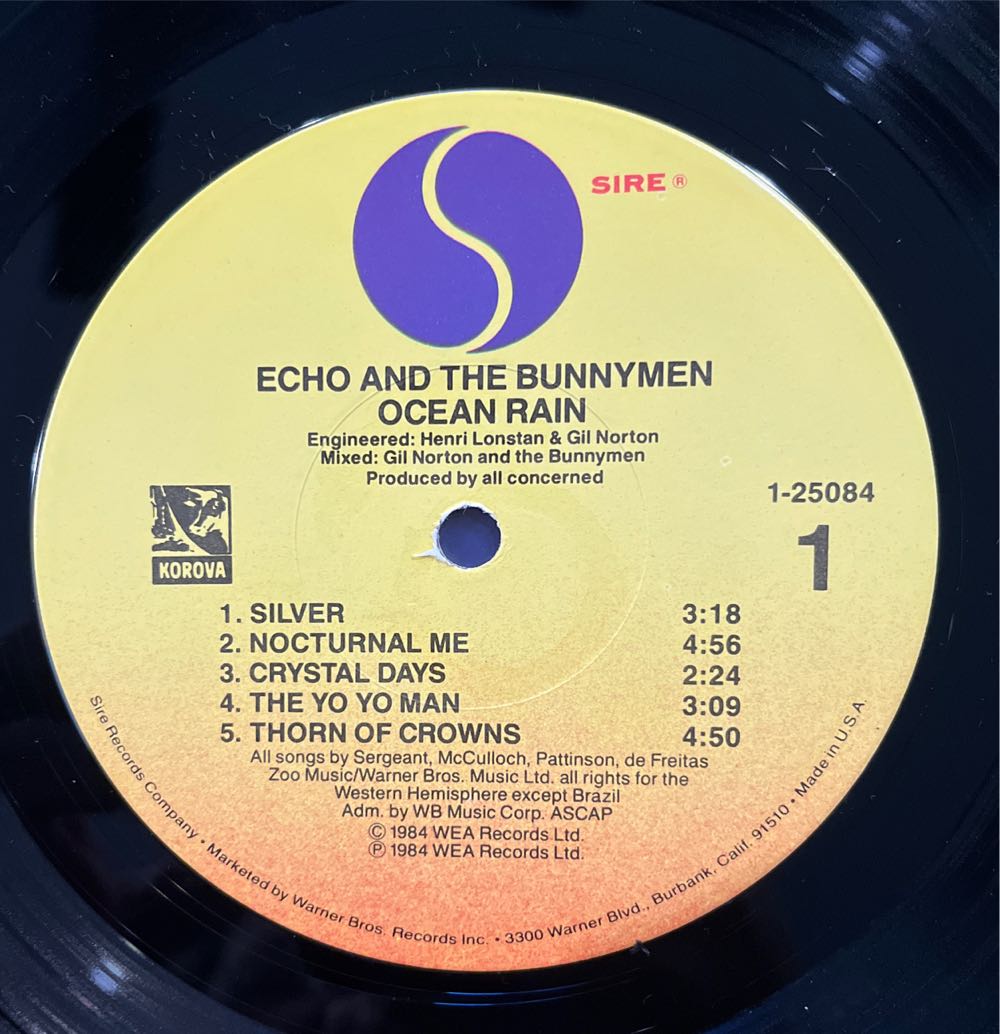 SIRE ®
ECHO AND THE BUNNYMEN
OCEAN RAIN
Engineered: Henri Lonstan & Gil Norton
Mixed: Gil Norton and the Bunnymen
Produced by all concerned
1-25084
1
KOROVA
1. SILVER 3:18
2. NOCTURNAL ME 4:56
3. CRYSTAL DAYS 2:24
4. THE YO YO MAN 3:09
5. THORN OF CROWNS 4:50
All songs by Sergeant, McCulloch, Pattinson, de Freitas
Zoo Music/Warner Bros. Music Ltd. all rights for the
Western Hemisphere except Brazil
Adm. by WB Music Corp. ASCAP
© 1984 WEA Records Ltd.
℗ 1984 WEA Records Ltd.
Sire Records Company • Marketed by Warner Bros. Records Inc. • 3300 Warner Blvd., Burbank, Calif. 91510 • Made in U.S.A.